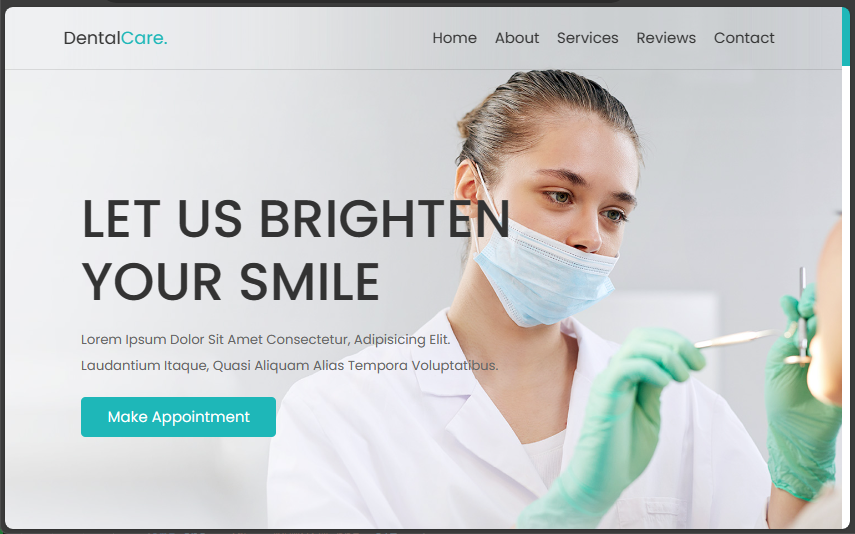 DentalCare.
Home About Services Reviews Contact
LET US BRIGHTEN
YOUR SMILE
Lorem Ipsum Dolor Sit Amet Consectetur, Adipisicing Elit.
Laudantium Itaque, Quasi Aliquam Alias Tempora Voluptatibus.
Make Appointment